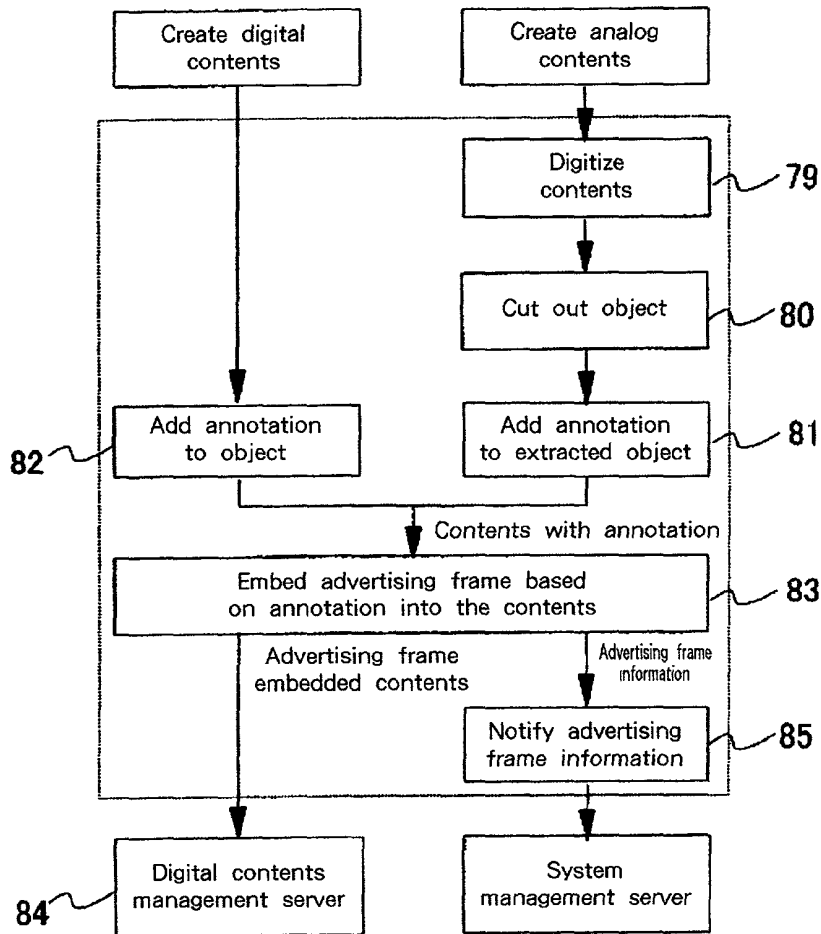 Create digital
contents
Create analog
contents
Digitize
contents
79
Cut out object
80
Add annotation
to object
82
Add annotation
to extracted object
81
Contents with annotation
Embed advertising frame based
on annotation into the contents
83
Advertising frame
embedded contents
Advertising frame
information
Notify advertising
frame information
85
Digital contents
management server
84
System
management server